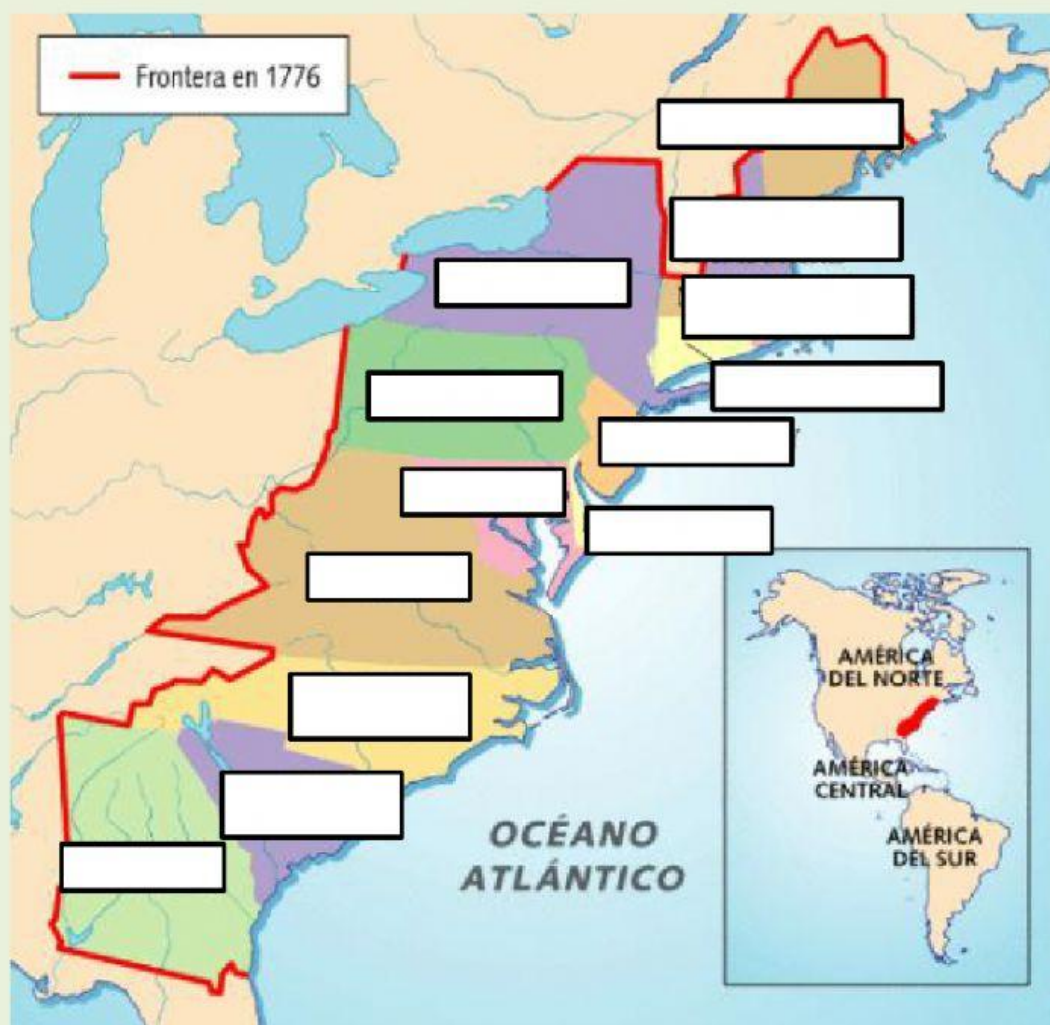 Frontera en 1776
AMÉRICA
DEL NORTE
AMÉRICA
CENTRAL
AMÉRICA
DEL SUR
OCÉANO
ATLÁNTICO